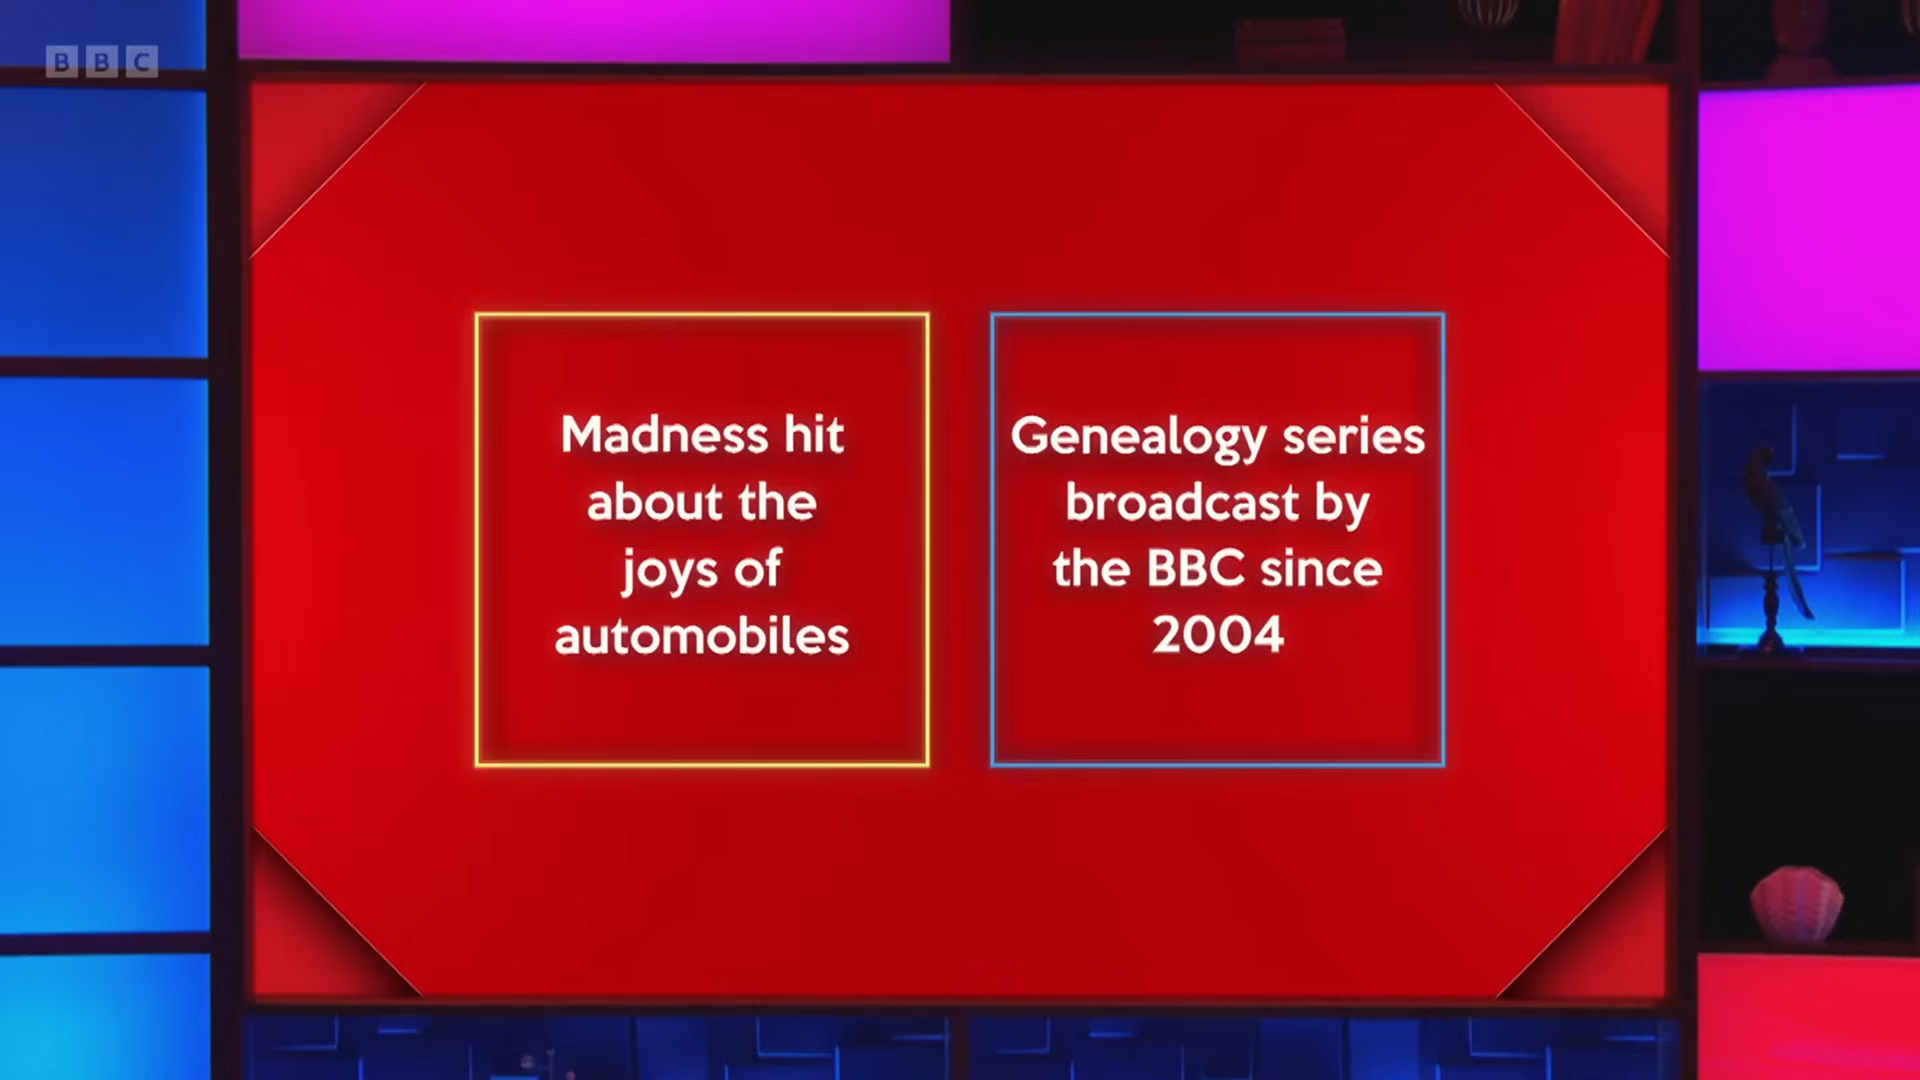 BBC
Madness hit
about the
joys of
automobiles
Genealogy series
broadcast by
the BBC since
2004